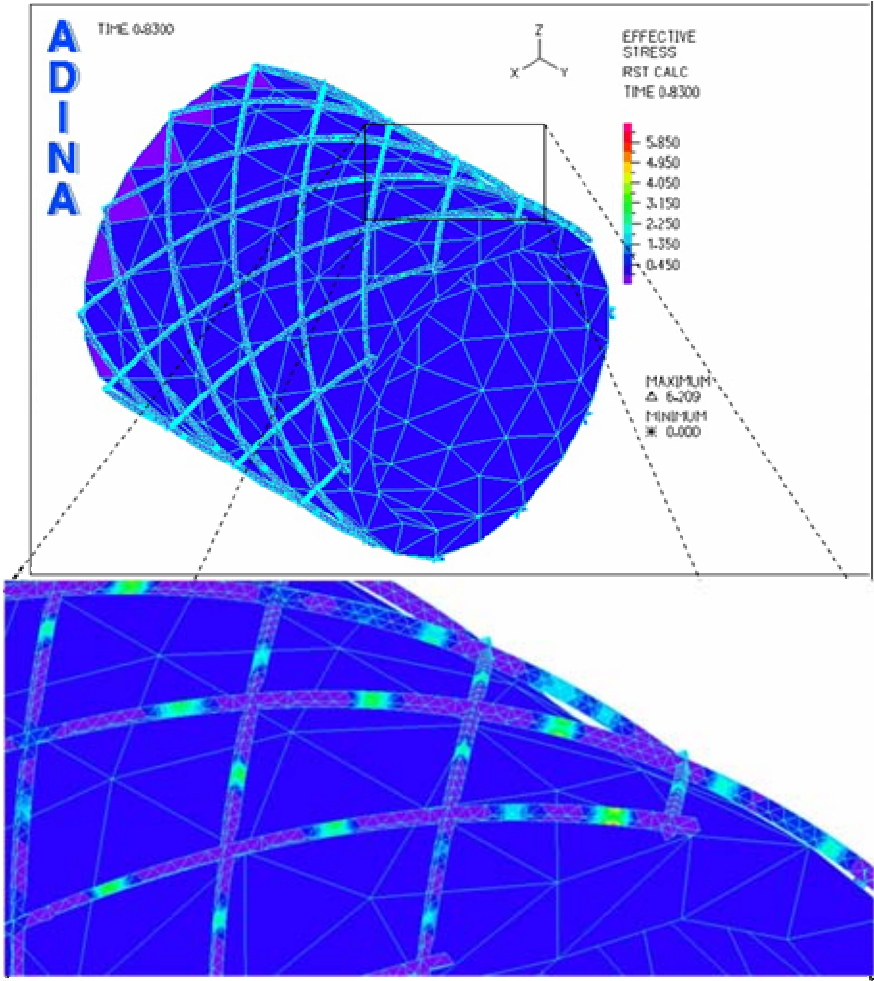 ADINA
TIME 0.8300
Z
X Y
EFFECTIVE
STRESS
RST CALC
TIME 0.8300
5.850
4.950
4.050
3.150
2.250
1.350
0.450
MAXIMUM
△ 6.209
MINIMUM
✳ 0.000